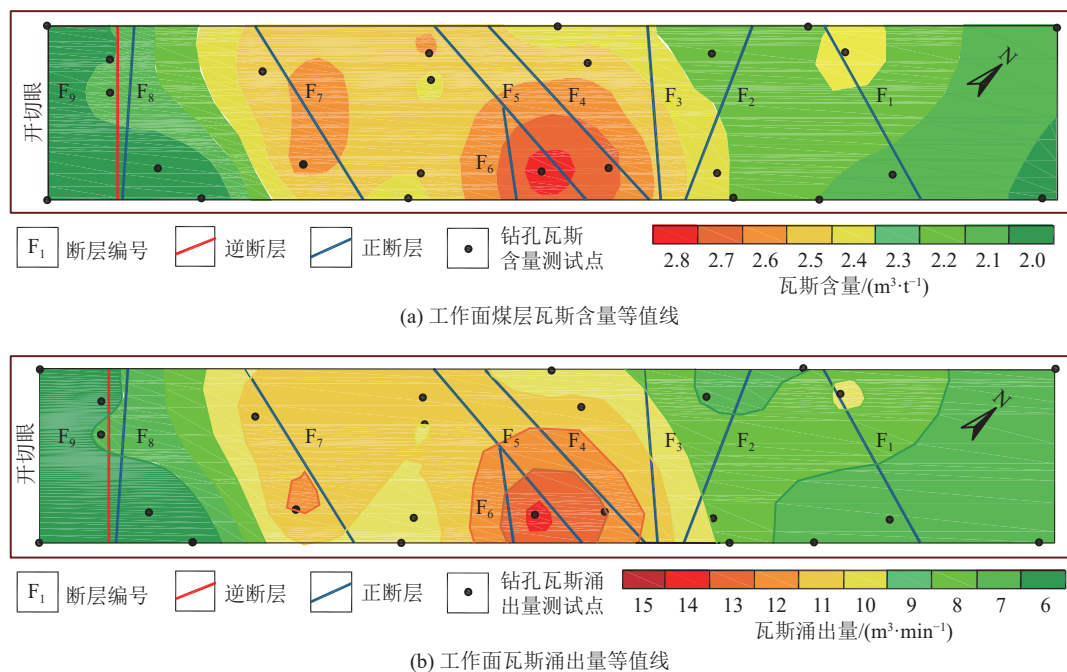 N
开切眼
F9
F8
F7
F5
F4
F6
F3
F2
F1
F1 断层编号
逆断层
正断层
钻孔瓦斯
含量测试点
2.8 2.7 2.6 2.5 2.4 2.3 2.2 2.1 2.0
瓦斯含量/(m³·t⁻¹)
(a) 工作面煤层瓦斯含量等值线
N
开切眼
F9
F8
F7
F5
F4
F6
F3
F2
F1
F1 断层编号
逆断层
正断层
钻孔瓦斯涌
出量测试点
15 14 13 12 11 10 9 8 7 6
瓦斯涌出量/(m³·min⁻¹)
(b) 工作面瓦斯涌出量等值线